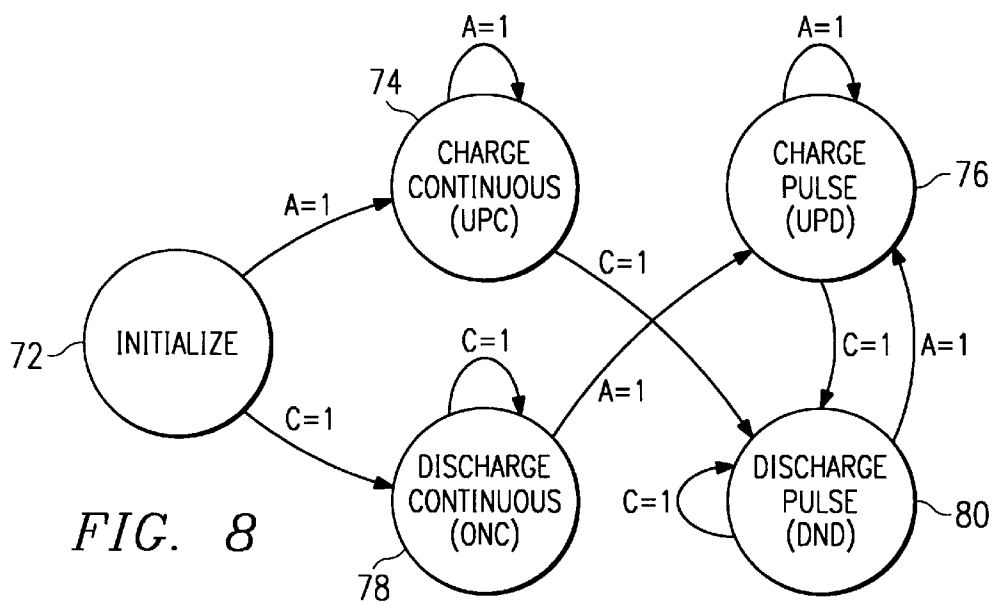 A=1
A=1
74
CHARGE
CONTINUOUS
(UPC)
CHARGE
PULSE
(UPD)
76
A=1
C=1
72
INITIALIZE
C=1
C=1
A=1
A=1
C=1
DISCHARGE
CONTINUOUS
(ONC)
C=1
DISCHARGE
PULSE
(DND)
80
FIG. 8
78